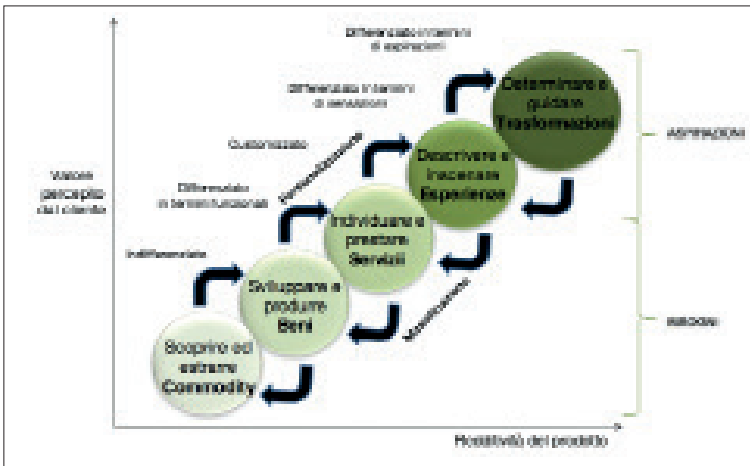 Differenziato in termini
di aspirazioni
Differenziato in termini
di sensazioni
Customizzato
Differenziato
in termini funzionali
Indifferenziato
Valore
percepito
dal cliente
Determinare e
guidare
Trasformazioni
Descrivere e
inscenare
Esperienze
Individuare e
prestare
Servizi
Sviluppare e
produrre
Beni
Scoprire ed
estrarre
Commodity
ASPIRAZIONI
BISOGNI
Redditività del prodotto